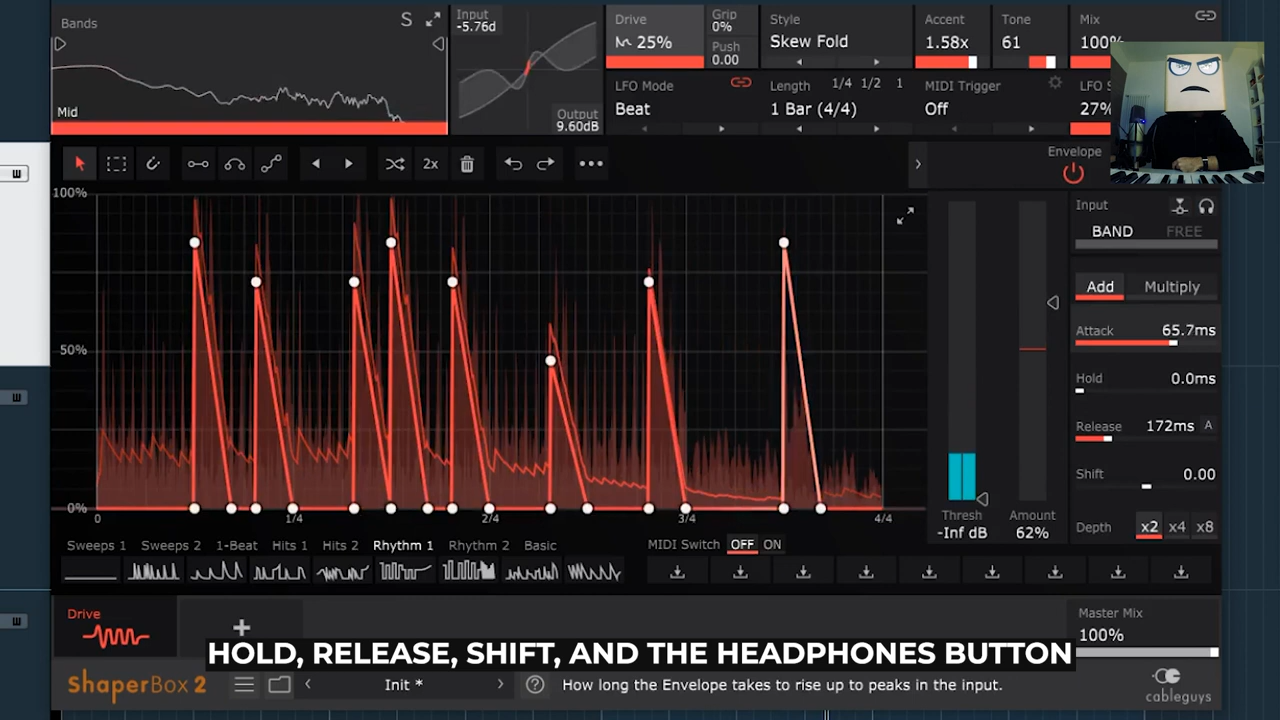 Bands
S
Mid
Input
-5.76d
Output
9.60dB
Drive
25%
Grip
0%
Push
0.00
Style
Skew Fold
Accent
1.58x
Tone
61
Mix
100%
LFO Mode
Beat
Length
1/4 1/2 1
1 Bar (4/4)
MIDI Trigger
Off
LFO S
27%
2x
Envelope
100%
50%
0%
0
1/4
2/4
3/4
4/4
Input
BAND FREE
Add Multiply
Attack 65.7ms
Hold 0.0ms
Release 172ms A
Shift 0.00
Depth x2 x4 x8
Thresh
-Inf dB
Amount
62%
Sweeps 1 Sweeps 2 1-Beat Hits 1 Hits 2 Rhythm 1 Rhythm 2 Basic
MIDI Switch OFF ON
Drive
+
Master Mix
100%
HOLD, RELEASE, SHIFT, AND THE HEADPHONES BUTTON
ShaperBox 2
Init *
?
How long the Envelope takes to rise up to peaks in the input.
cableguys